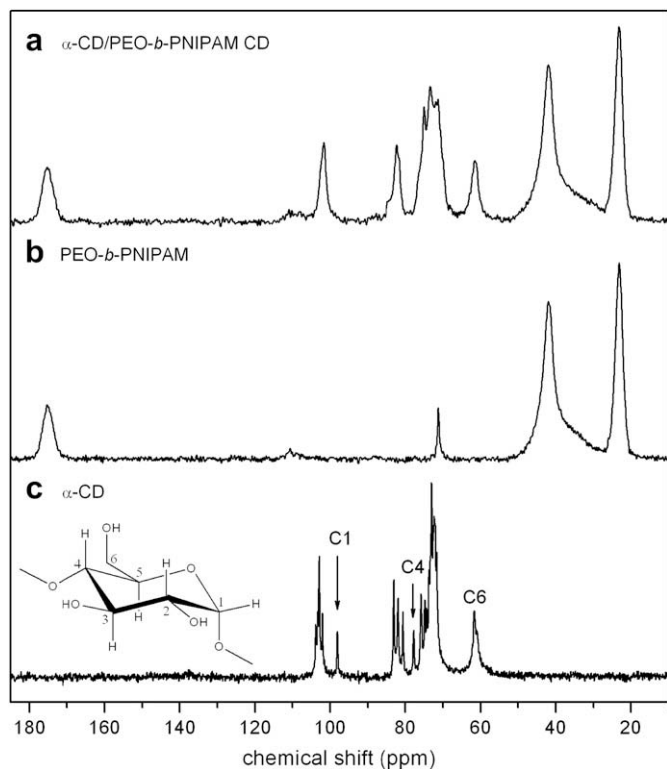 a α-CD/PEO-b-PNIPAM CD
b PEO-b-PNIPAM
c α-CD
C1
C4
C6
OH
H
6
H
O
4
5
O
HO
H
2
1
H
3
OH
H
O
180 160 140 120 100 80 60 40 20
chemical shift (ppm)